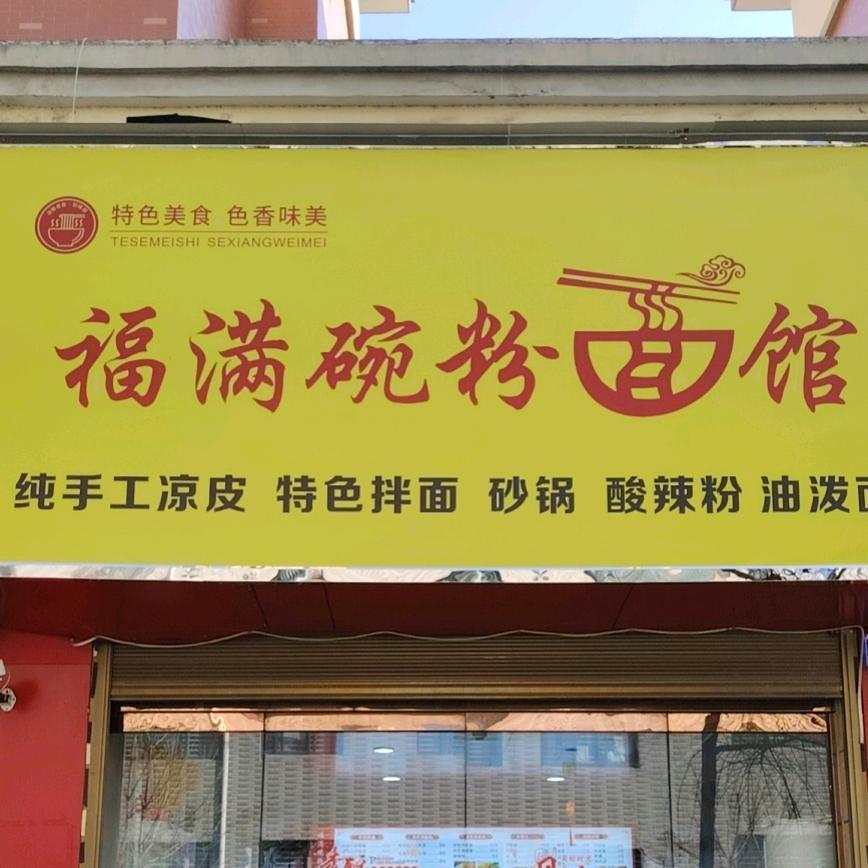 特色美食 色香味美
TESEMEISHI SEXIANGWEIMEI
福满碗粉面馆
纯手工凉皮 特色拌面 砂锅 酸辣粉 油泼